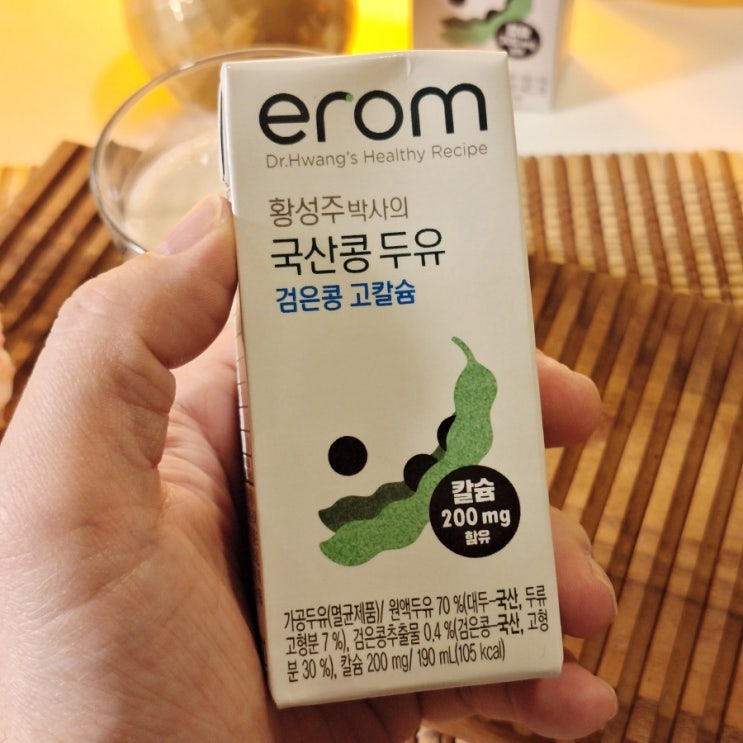 erom
Dr.Hwang's Healthy Recipe
황성주 박사의
국산콩 두유
검은콩 고칼슘
칼슘
200 mg
함유
가공두유(멸균제품)/ 원액두유 70 %(대두–국산, 두류
고형분 7 %), 검은콩추출물 0.4 %(검은콩–국산, 고형
분 30 %), 칼슘 200 mg/ 190 mL(105 kcal)